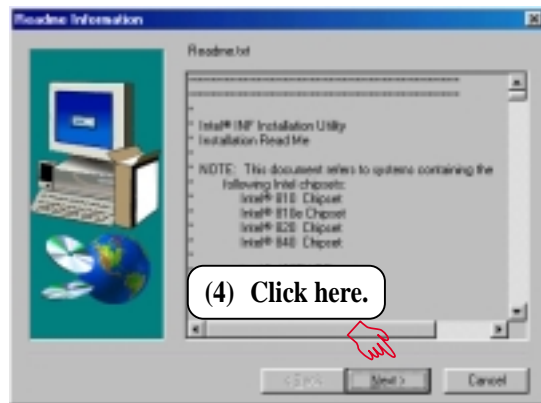 Readme Information
Readme.txt
Intel® INF Installation Utility
Installation Read Me
NOTE: This document refers to systems containing the
following Intel chipsets:
Intel® 810 Chipset
Intel® 810e Chipset
Intel® 820 Chipset
Intel® 840 Chipset
(4) Click here.
< Back
Next >
Cancel